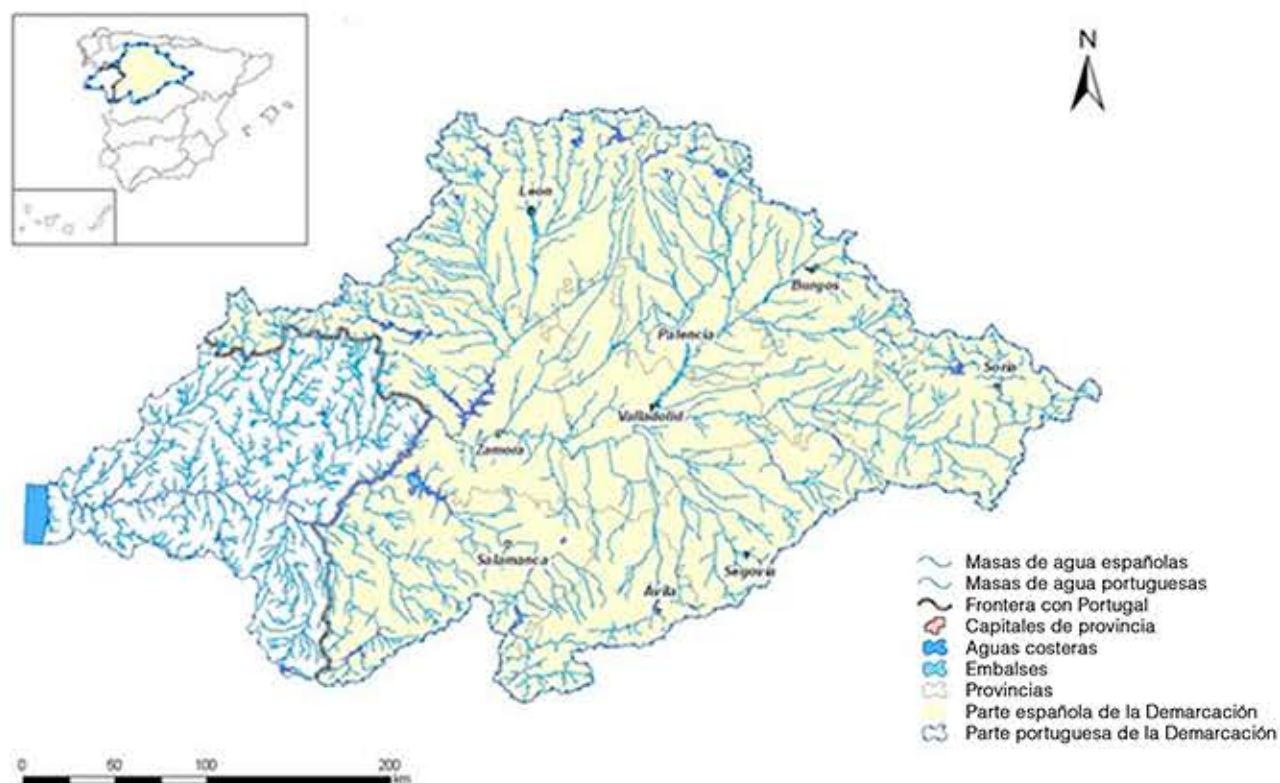 N
León
Burgos
Palencia
Soria
Valladolid
Zamora
Salamanca
Segovia
Ávila
Masas de agua españolas
Masas de agua portuguesas
Frontera con Portugal
Capitales de provincia
Aguas costeras
Embalses
Provincias
Parte española de la Demarcación
Parte portuguesa de la Demarcación
0 50 100 200
km